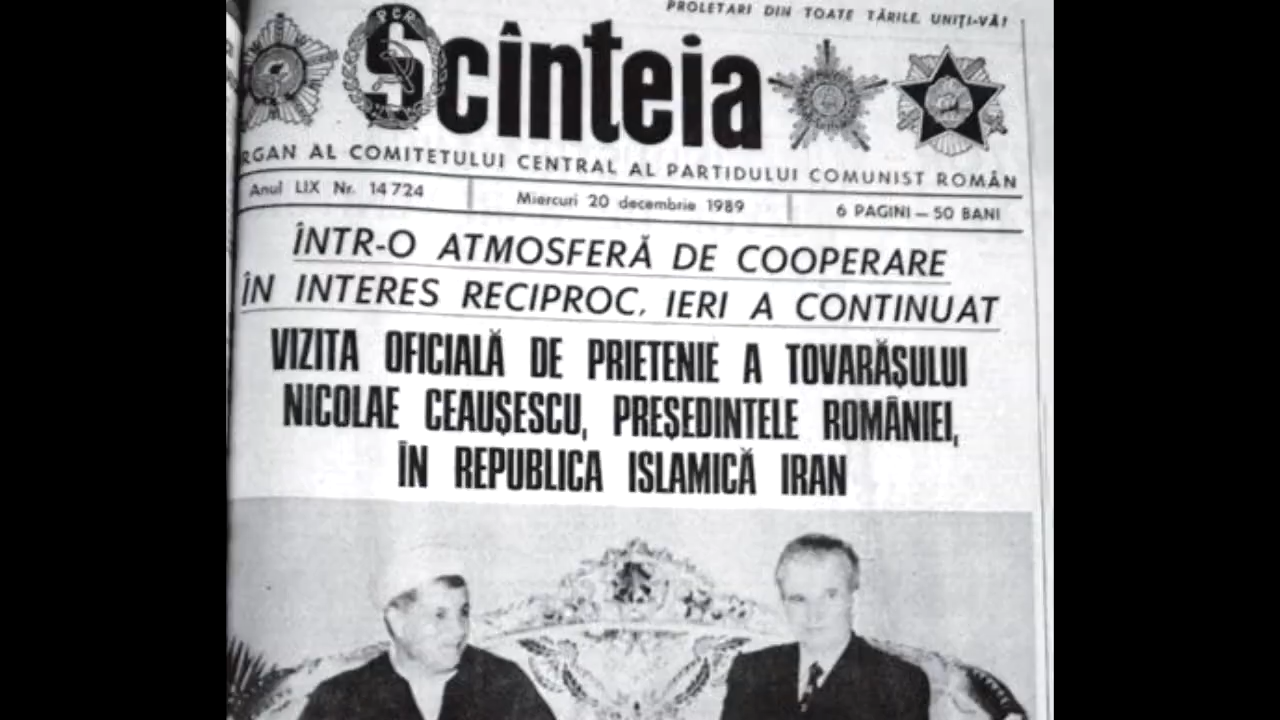 PROLETARI DIN TOATE ȚĂRILE, UNIȚI-VĂ!
PCR
Scînteia
RGAN AL COMITETULUI CENTRAL AL PARTIDULUI COMUNIST ROMÂN
Anul LIX Nr. 14 724
Miercuri 20 decembrie 1989
6 PAGINI — 50 BANI
ÎNTR-O ATMOSFERĂ DE COOPERARE
ÎN INTERES RECIPROC, IERI A CONTINUAT
VIZITA OFICIALĂ DE PRIETENIE A TOVARĂȘULUI
NICOLAE CEAUȘESCU, PREȘEDINTELE ROMÂNIEI,
ÎN REPUBLICA ISLAMICĂ IRAN